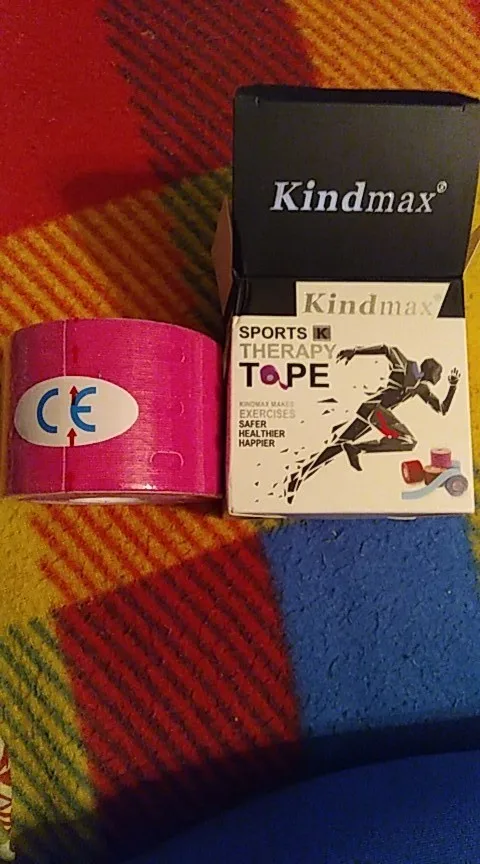 Kindmax®
Kindmax®
SPORTS K
THERAPY
TAPE
KINDMAX MAKES
EXERCISES
SAFER
HEALTHIER
HAPPIER
CE